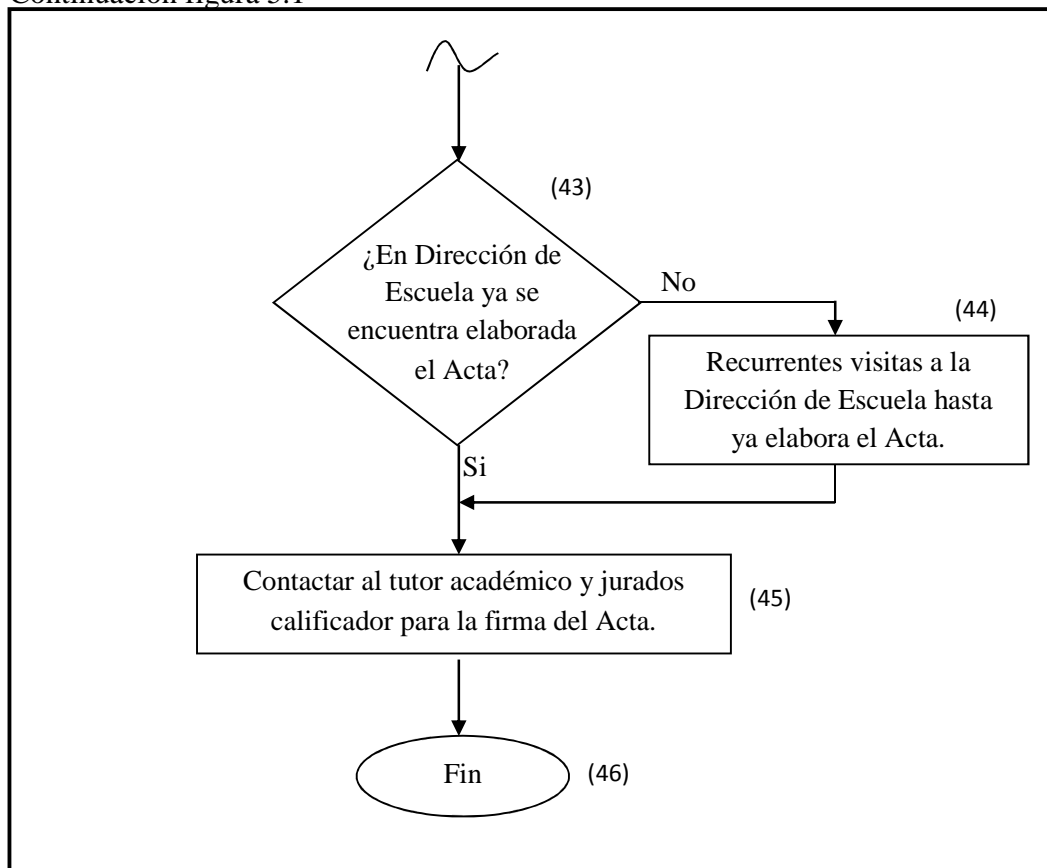 Continuación figura 5.1
(43)
¿En Dirección de
Escuela ya se
encuentra elaborada
el Acta?
No
(44)
Recurrentes visitas a la
Dirección de Escuela hasta
ya elabora el Acta.
Si
Contactar al tutor académico y jurados
calificador para la firma del Acta.
(45)
Fin
(46)